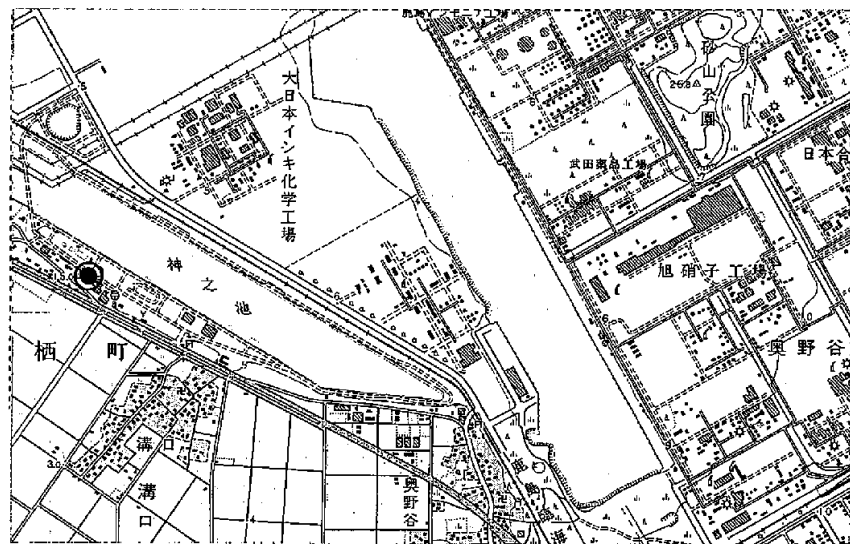 砂山公園
大日本インキ化学工場
武田薬品工場
日本合
神之池
旭硝子工場
奥野谷
栖町
溝口
溝口
奥野谷